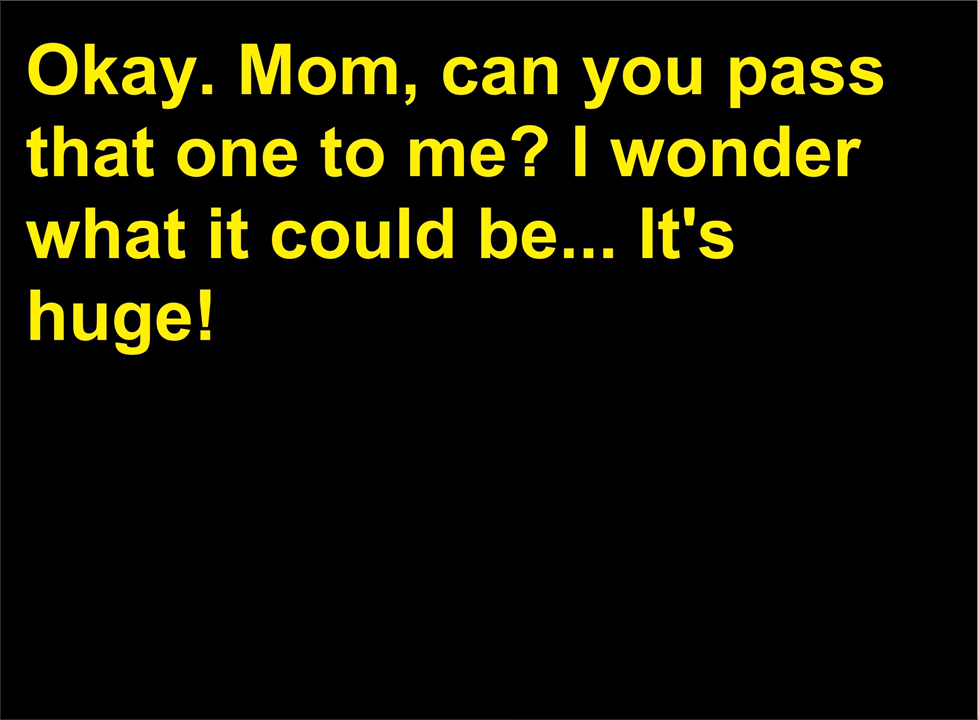 Okay. Mom, can you pass
that one to me? I wonder
what it could be... It's
huge!